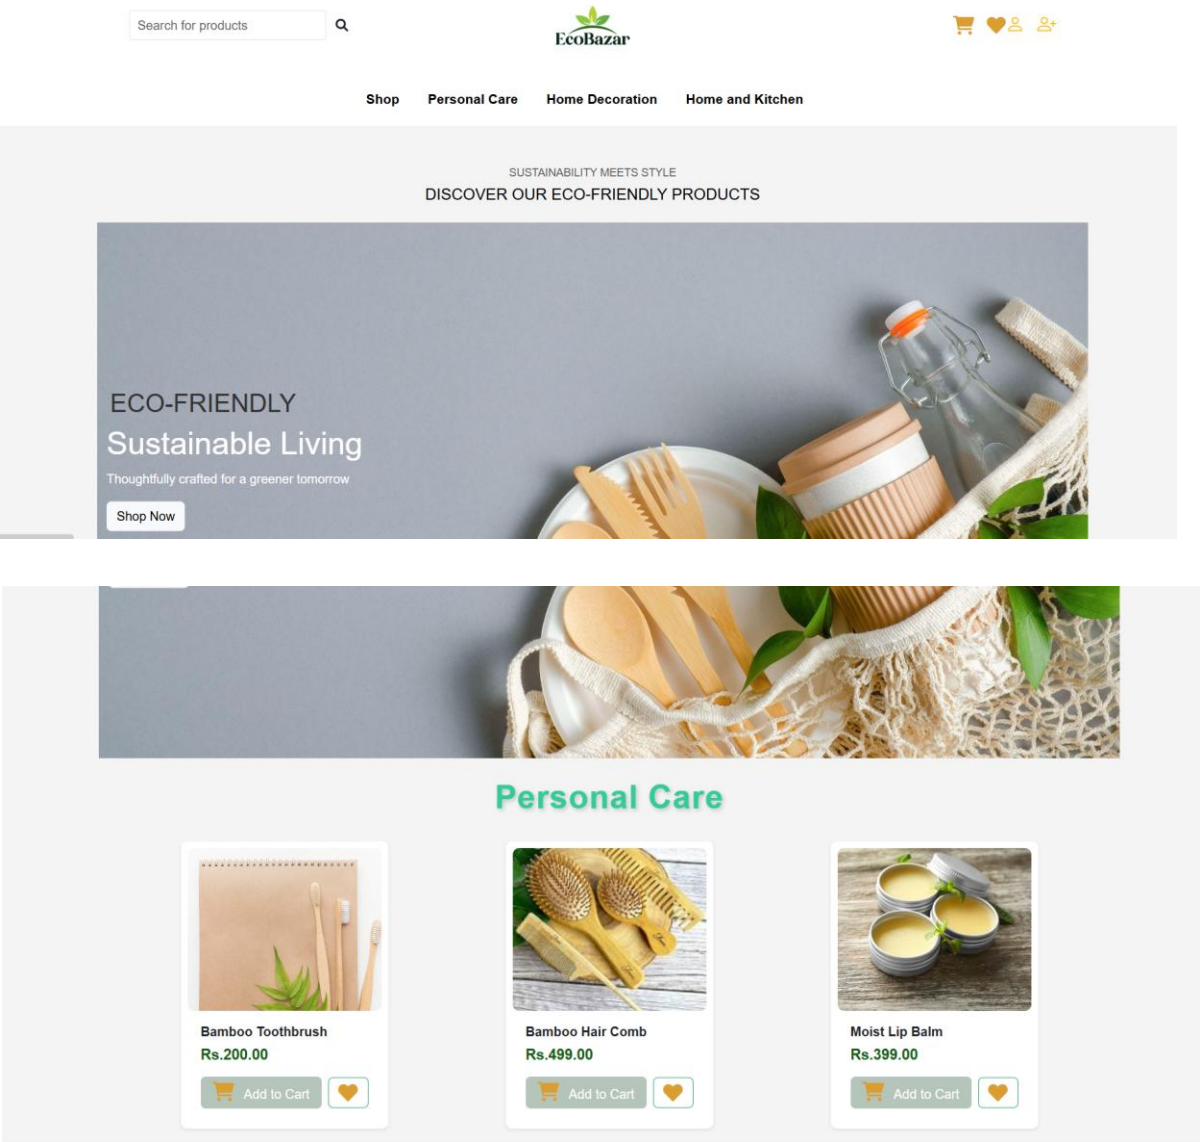 Search for products
EcoBazar
Shop Personal Care Home Decoration Home and Kitchen
SUSTAINABILITY MEETS STYLE
DISCOVER OUR ECO-FRIENDLY PRODUCTS
ECO-FRIENDLY
Sustainable Living
Thoughtfully crafted for a greener tomorrow
Shop Now
Personal Care
Bamboo Toothbrush
Rs.200.00
Add to Cart
Bamboo Hair Comb
Rs.499.00
Add to Cart
Moist Lip Balm
Rs.399.00
Add to Cart